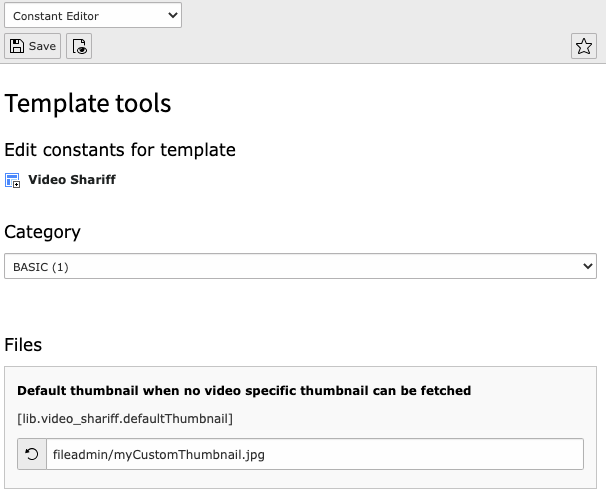 Constant Editor
Save
Template tools
Edit constants for template
Video Shariff
Category
BASIC (1)
Files
Default thumbnail when no video specific thumbnail can be fetched
[lib.video_shariff.defaultThumbnail]
fileadmin/myCustomThumbnail.jpg